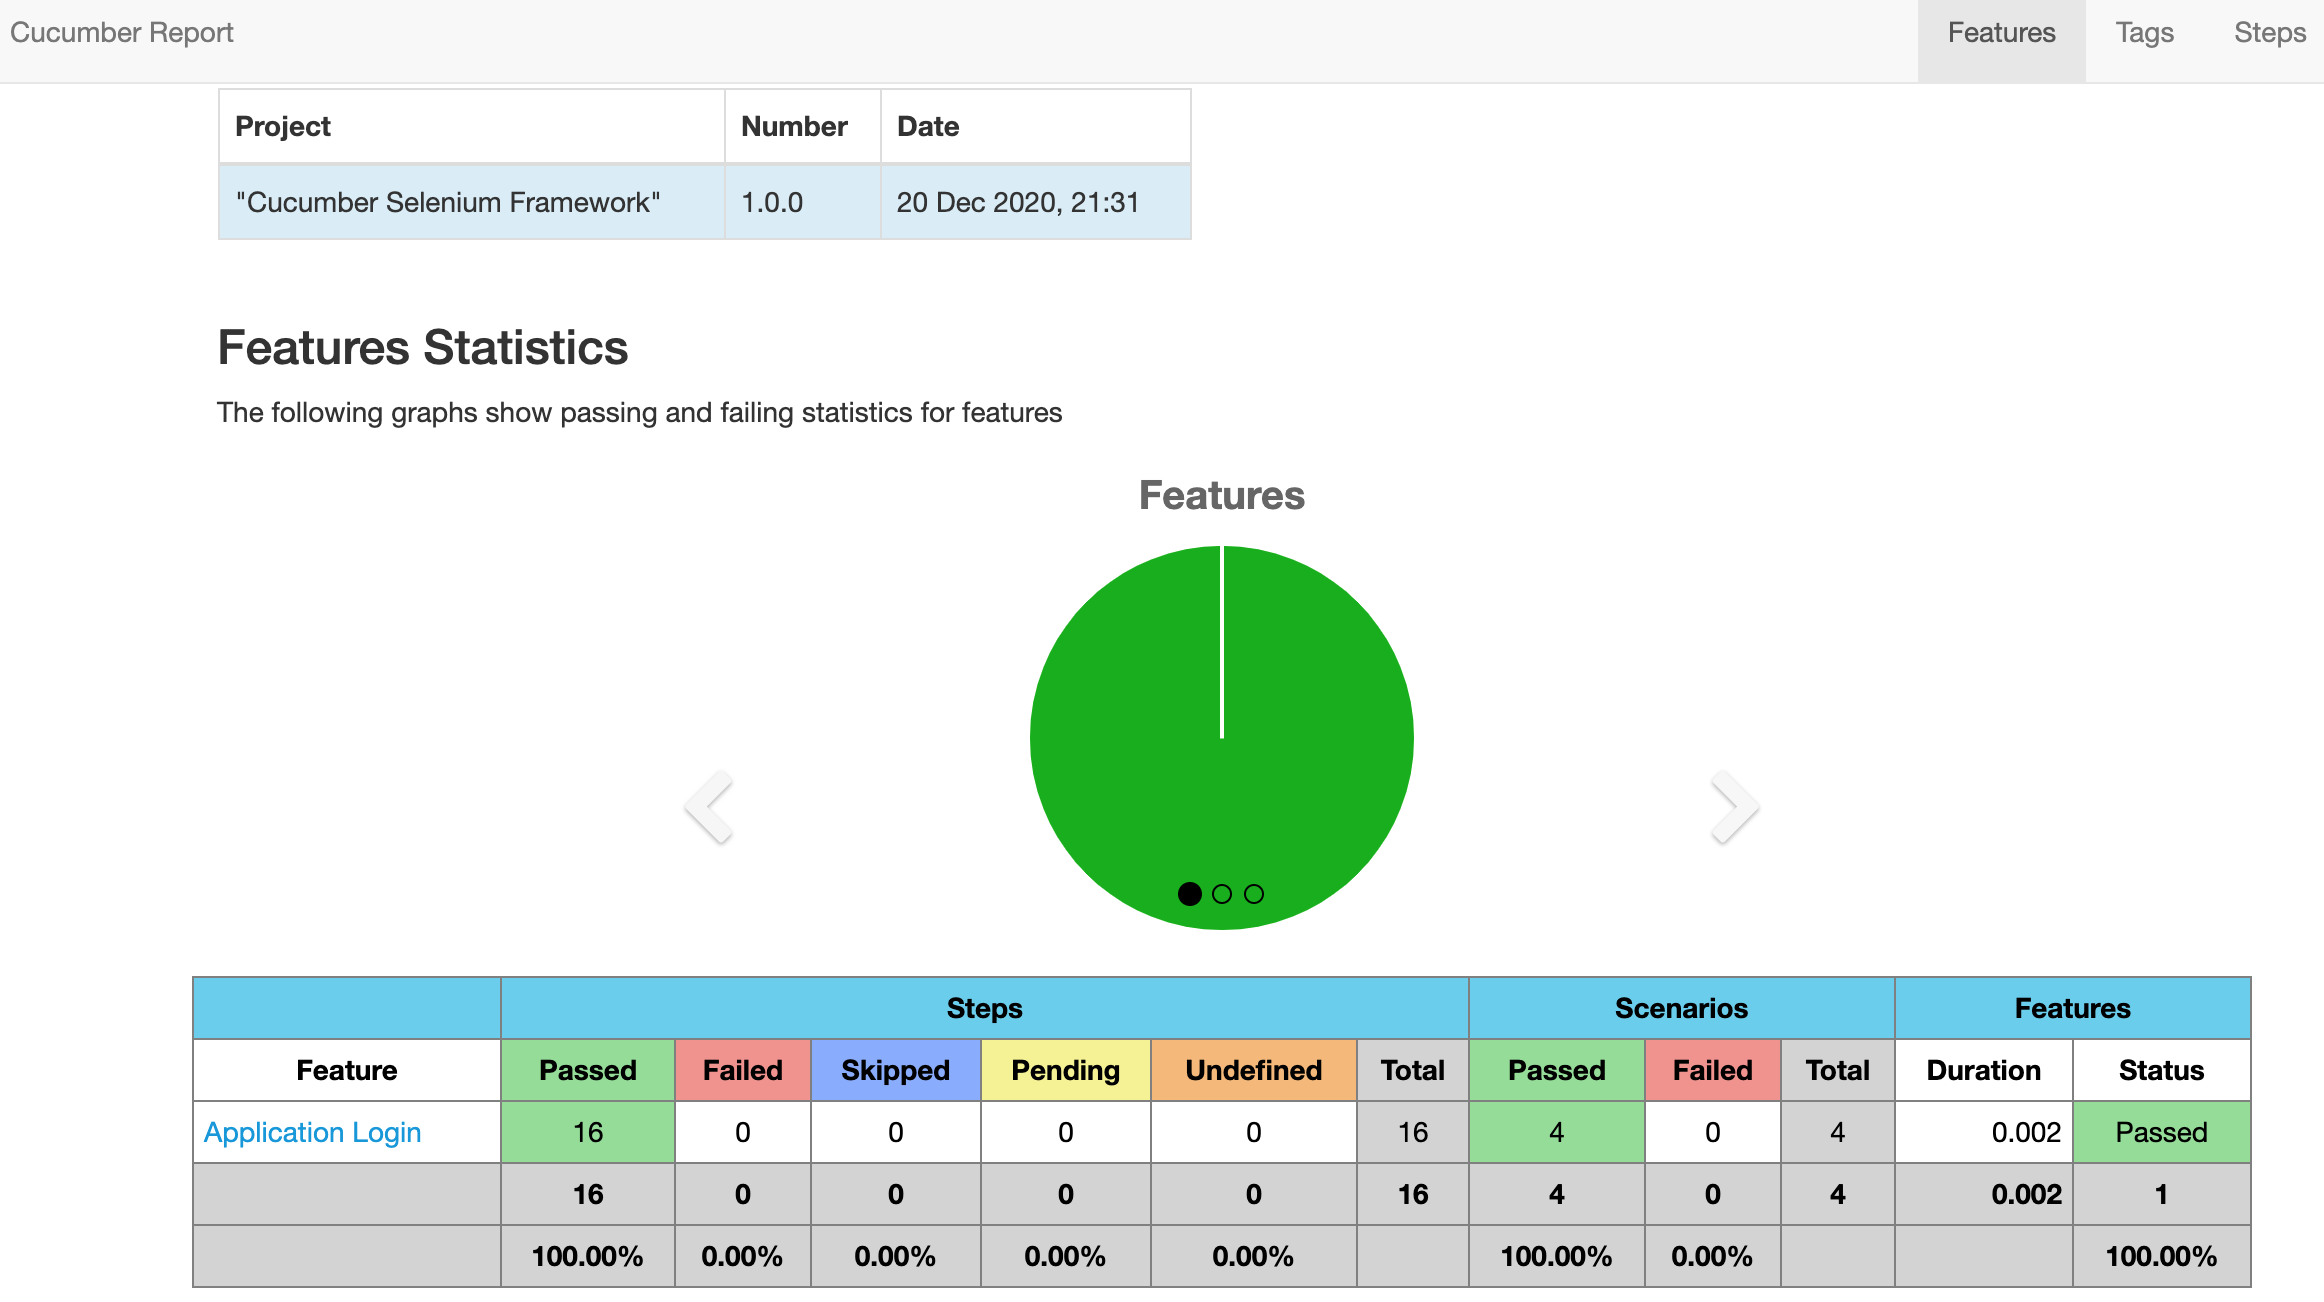 Cucumber Report Features Tags Steps
Project Number Date
"Cucumber Selenium Framework" 1.0.0 20 Dec 2020, 21:31
Features Statistics
The following graphs show passing and failing statistics for features
Features
Steps Scenarios Features
Feature Passed Failed Skipped Pending Undefined Total Passed Failed Total Duration Status
Application Login 16 0 0 0 0 16 4 0 4 0.002 Passed
16 0 0 0 0 16 4 0 4 0.002 1
100.00% 0.00% 0.00% 0.00% 0.00% 100.00% 0.00% 100.00%